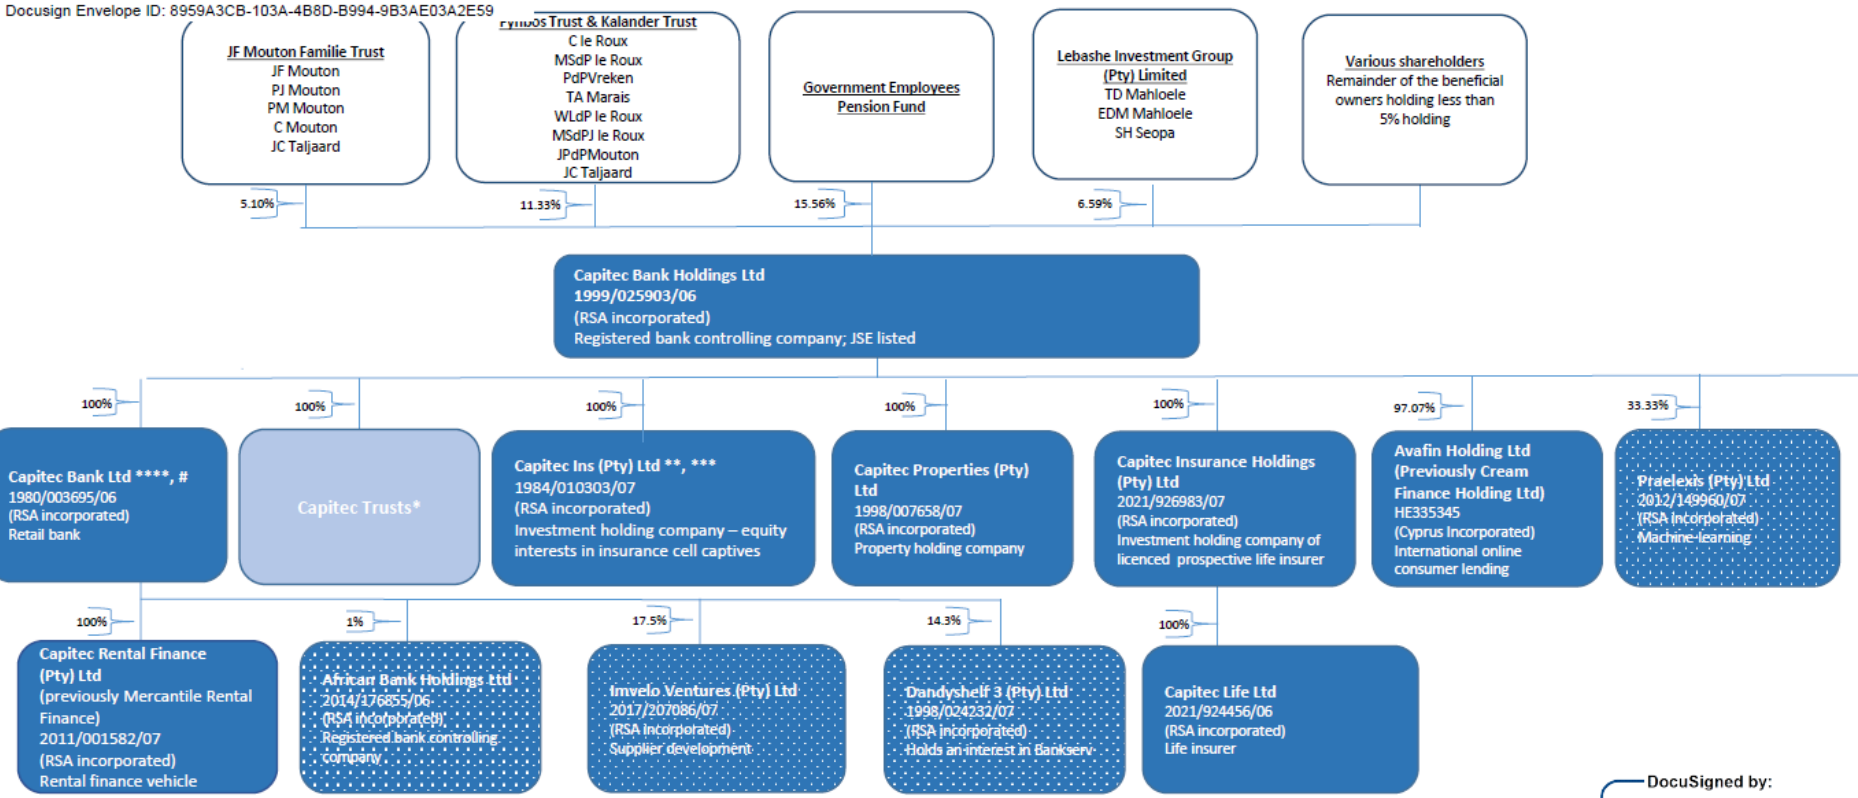 Docusign Envelope ID: 8959A3CB-103A-4B8D-B994-9B3AE03A2E59
JF Mouton Familie Trust
JF Mouton
PJ Mouton
PM Mouton
C Mouton
JC Taljaard
Fynbos Trust & Kalander Trust
C le Roux
MSdP le Roux
PdPVreken
TA Marais
WLdP le Roux
MSdPJ le Roux
JPdPMouton
JC Taljaard
Government Employees
Pension Fund
Lebashe Investment Group
(Pty) Limited
TD Mahloele
EDM Mahloele
SH Seopa
Various shareholders
Remainder of the beneficial
owners holding less than
5% holding
5.10%
11.33%
15.56%
6.59%
Capitec Bank Holdings Ltd
1999/025903/06
(RSA incorporated)
Registered bank controlling company; JSE listed
100%
100%
100%
100%
100%
97.07%
33.33%
Capitec Bank Ltd ****, #
1980/003695/06
(RSA incorporated)
Retail bank
Capitec Trusts*
Capitec Ins (Pty) Ltd **, ***
1984/010303/07
(RSA incorporated)
Investment holding company – equity
interests in insurance cell captives
Capitec Properties (Pty)
Ltd
1998/007658/07
(RSA incorporated)
Property holding company
Capitec Insurance Holdings
(Pty) Ltd
2021/926983/07
(RSA incorporated)
Investment holding company of
licenced prospective life insurer
Avafin Holding Ltd
(Previously Cream
Finance Holding Ltd)
HE335345
(Cyprus Incorporated)
International online
consumer lending
Praelexis (Pty) Ltd
2012/149960/07
(RSA incorporated)
Machine-learning
100%
1%
17.5%
14.3%
100%
Capitec Rental Finance
(Pty) Ltd
(previously Mercantile Rental
Finance)
2011/001582/07
(RSA incorporated)
Rental finance vehicle
African Bank Holdings Ltd
2014/176855/06
(RSA incorporated)
Registered bank controlling
company
Imvelo Ventures (Pty) Ltd
2017/207086/07
(RSA incorporated)
Supplier development
Dandyshelf 3 (Pty) Ltd
1998/024232/07
(RSA incorporated)
Holds an interest in Bankserv
Capitec Life Ltd
2021/924456/06
(RSA incorporated)
Life insurer
DocuSigned by: